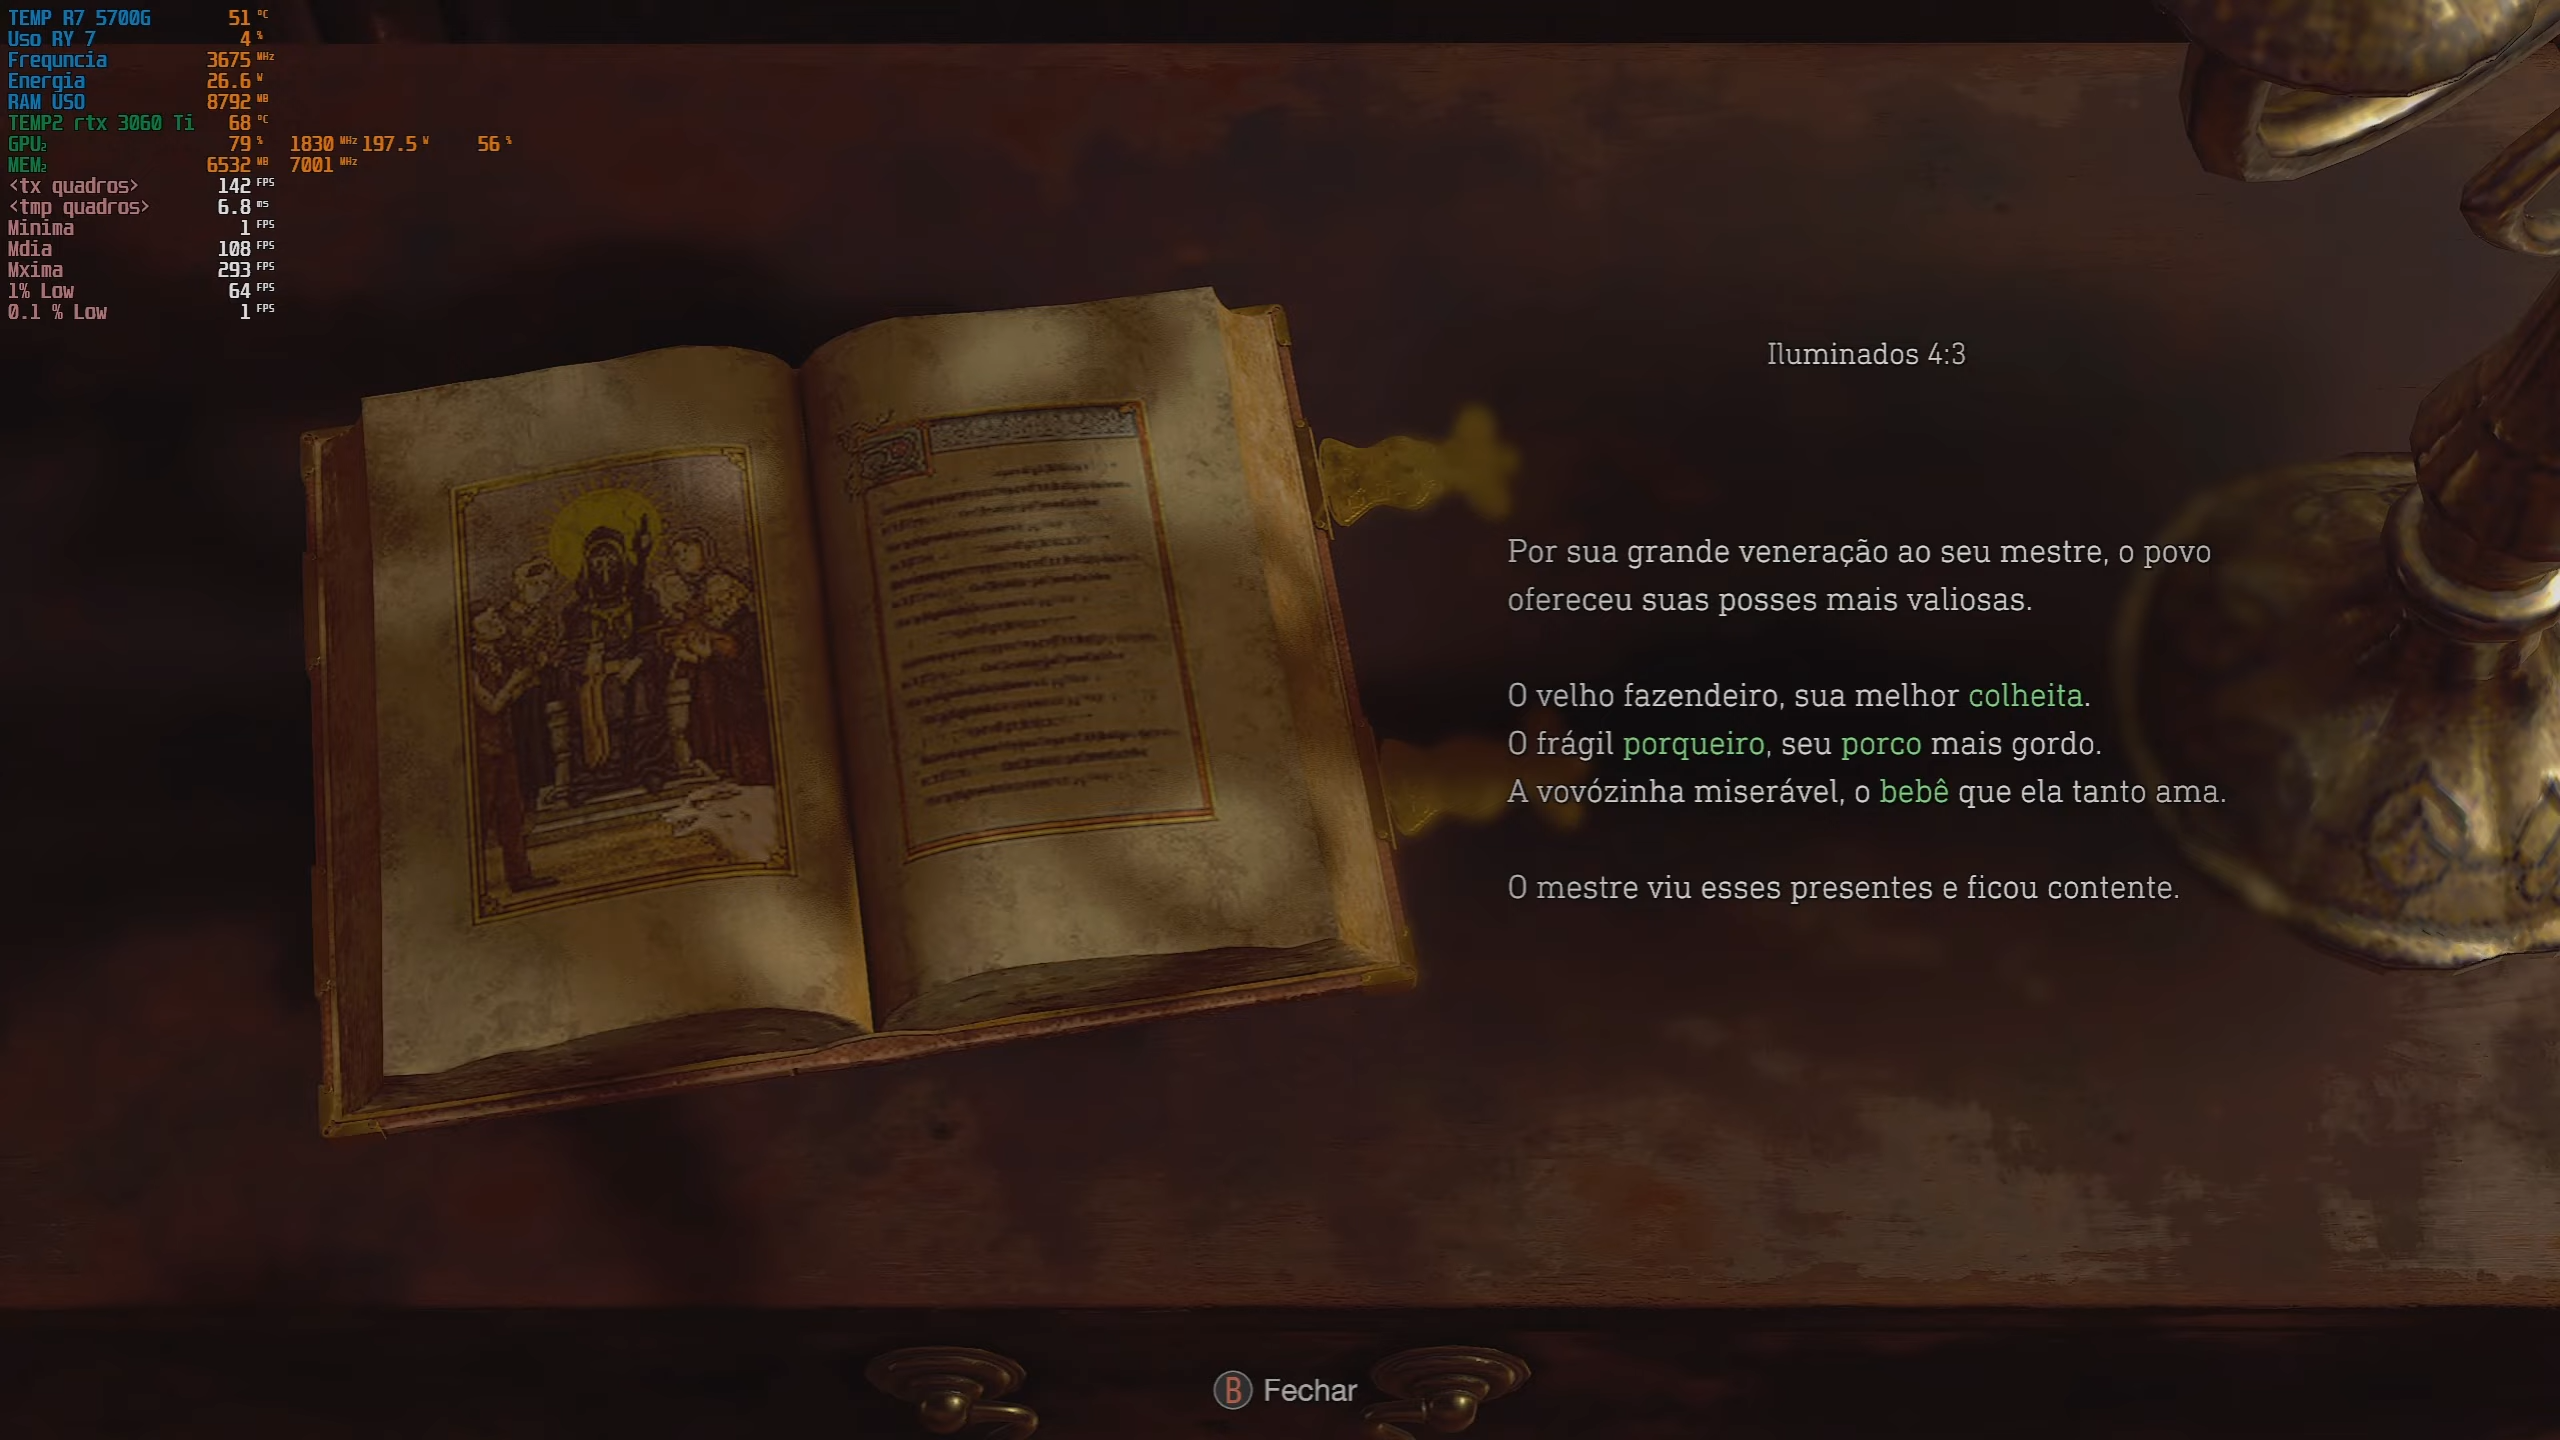 TEMP R7 5700G 51 °C
Uso RY 7 4 %
Frequncia 3675 MHz
Energia 26.6 W
RAM USO 8792 MB
TEMP2 rtx 3060 Ti 68 °C
GPU2 79 % 1830 MHz 197.5 W 56 %
MEM2 6532 MB 7001 MHz
<tx quadros> 142 FPS
<tmp quadros> 6.8 ms
Minima 1 FPS
Mdia 108 FPS
Mxima 293 FPS
1% Low 64 FPS
0.1 % Low 1 FPS
Iluminados 4:3
Por sua grande veneração ao seu mestre, o povo
ofereceu suas posses mais valiosas.
O velho fazendeiro, sua melhor colheita.
O frágil porqueiro, seu porco mais gordo.
A vovózinha miserável, o bebê que ela tanto ama.
O mestre viu esses presentes e ficou contente.
B Fechar